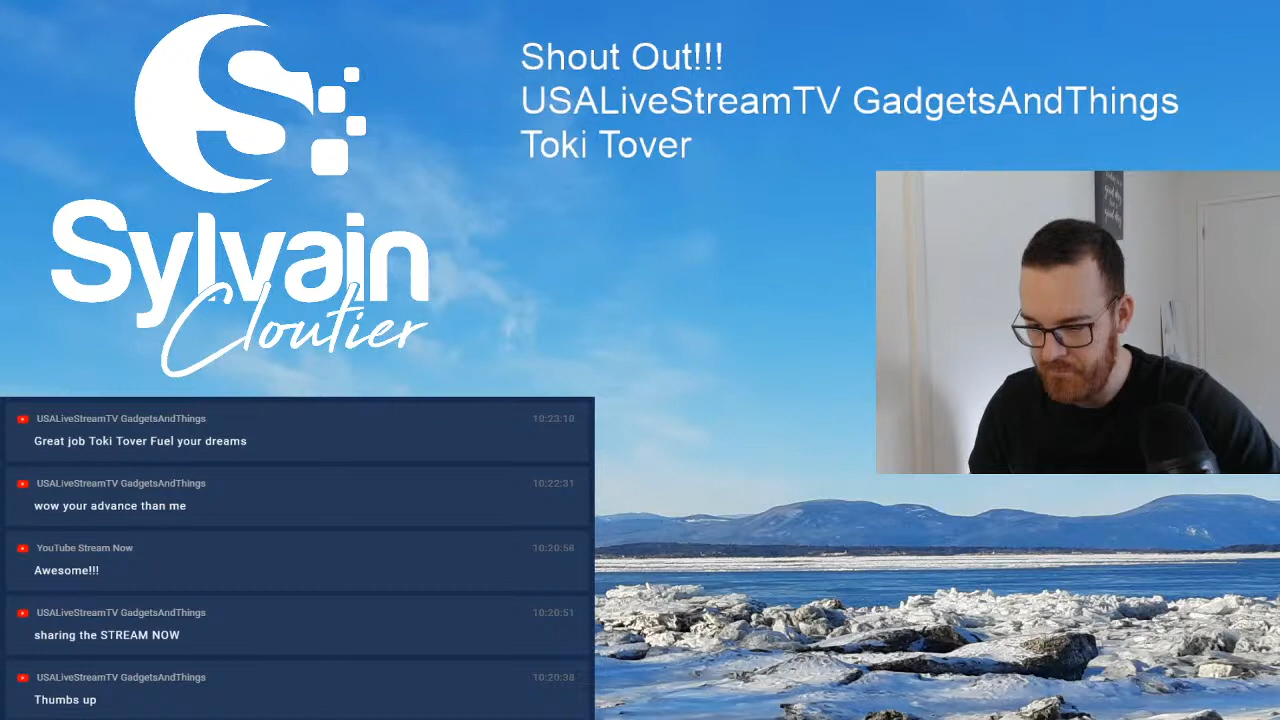 Sylvain
Cloutier
Shout Out!!!
USALiveStreamTV GadgetsAndThings
Toki Tover
USALiveStreamTV GadgetsAndThings 10:23:10
Great job Toki Tover Fuel your dreams
USALiveStreamTV GadgetsAndThings 10:22:31
wow your advance than me
YouTube Stream Now 10:20:58
Awesome!!!
USALiveStreamTV GadgetsAndThings 10:20:51
sharing the STREAM NOW
USALiveStreamTV GadgetsAndThings 10:20:38
Thumbs up